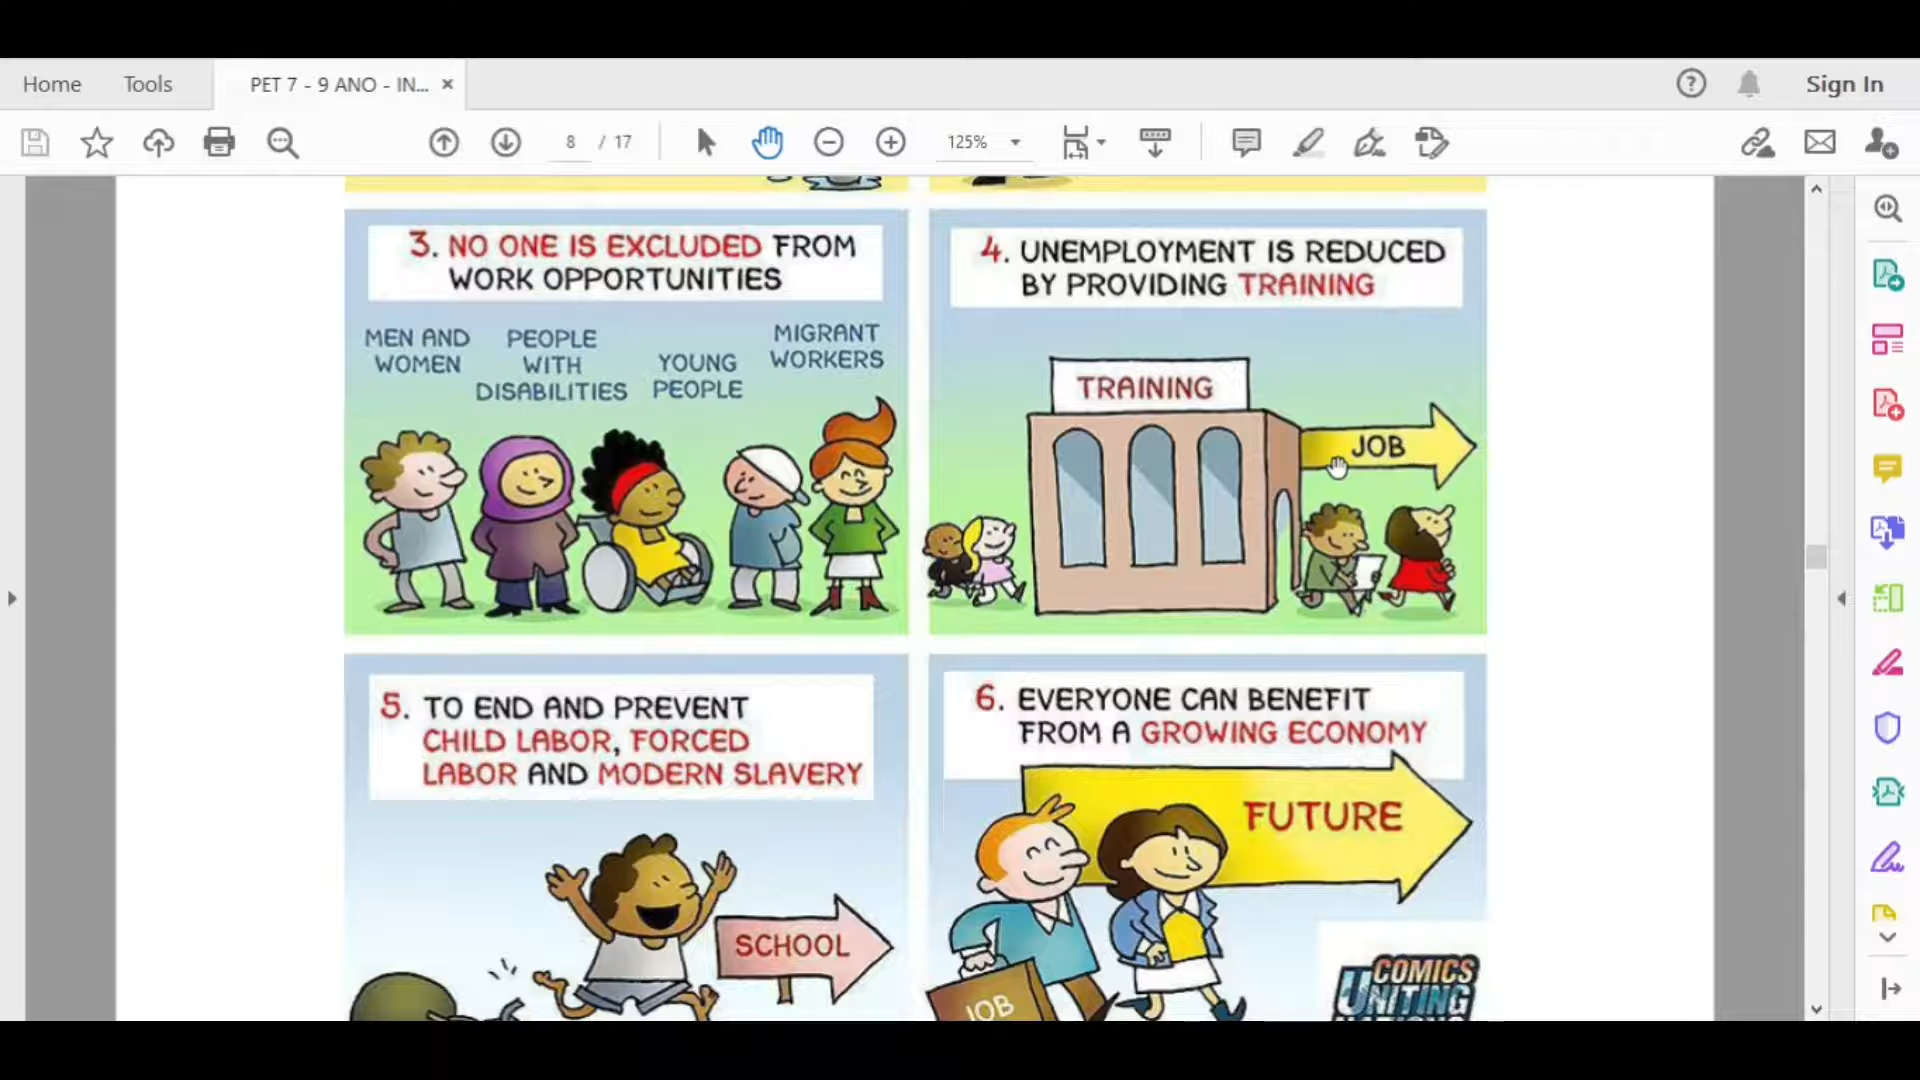 Home
Tools
PET 7 - 9 ANO - IN...
Sign In
8 / 17
125%
3. NO ONE IS EXCLUDED FROM
WORK OPPORTUNITIES
MEN AND
WOMEN
PEOPLE
WITH
DISABILITIES
YOUNG
PEOPLE
MIGRANT
WORKERS
4. UNEMPLOYMENT IS REDUCED
BY PROVIDING TRAINING
TRAINING
JOB
5. TO END AND PREVENT
CHILD LABOR, FORCED
LABOR AND MODERN SLAVERY
SCHOOL
6. EVERYONE CAN BENEFIT
FROM A GROWING ECONOMY
FUTURE
JOB
COMICS
UNITING